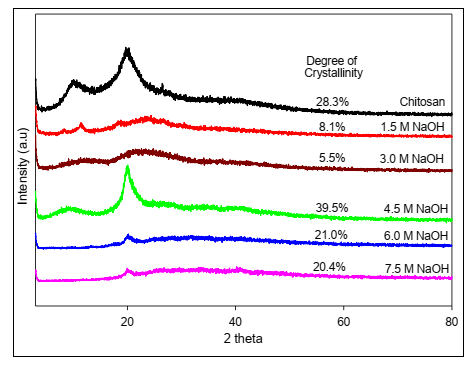 Degree of
Crystallinity
28.3% Chitosan
8.1% 1.5 M NaOH
5.5% 3.0 M NaOH
39.5% 4.5 M NaOH
21.0% 6.0 M NaOH
20.4% 7.5 M NaOH
Intensity (a.u)
20 40 60 80
2 theta